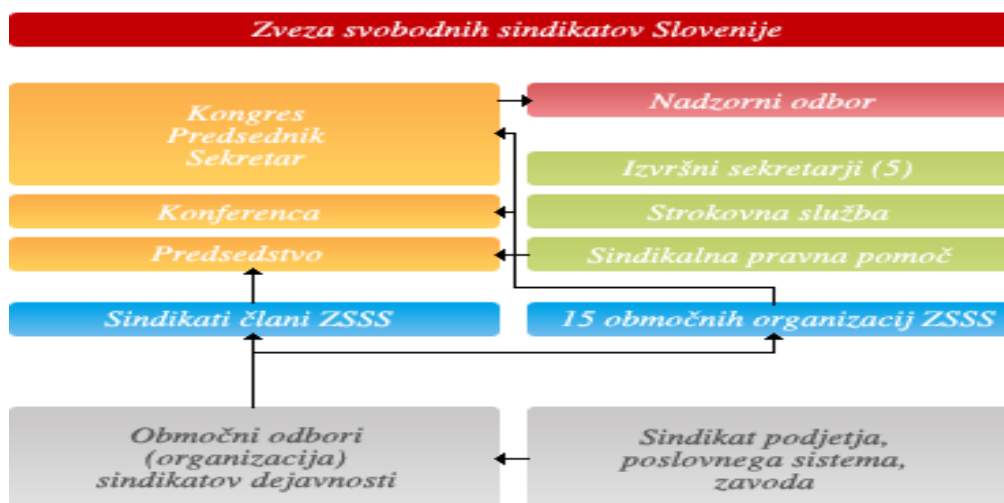 Zveza svobodnih sindikatov Slovenije
Kongres
Predsednik
Sekretar
Nadzorni odbor
Izvršni sekretarji (5)
Konferenca
Strokovna služba
Predsedstvo
Sindikalna pravna pomoč
Sindikati člani ZSSS
15 območnih organizacij ZSSS
Območni odbori
(organizacija)
sindikatov dejavnosti
Sindikat podjetja,
poslovnega sistema,
zavoda